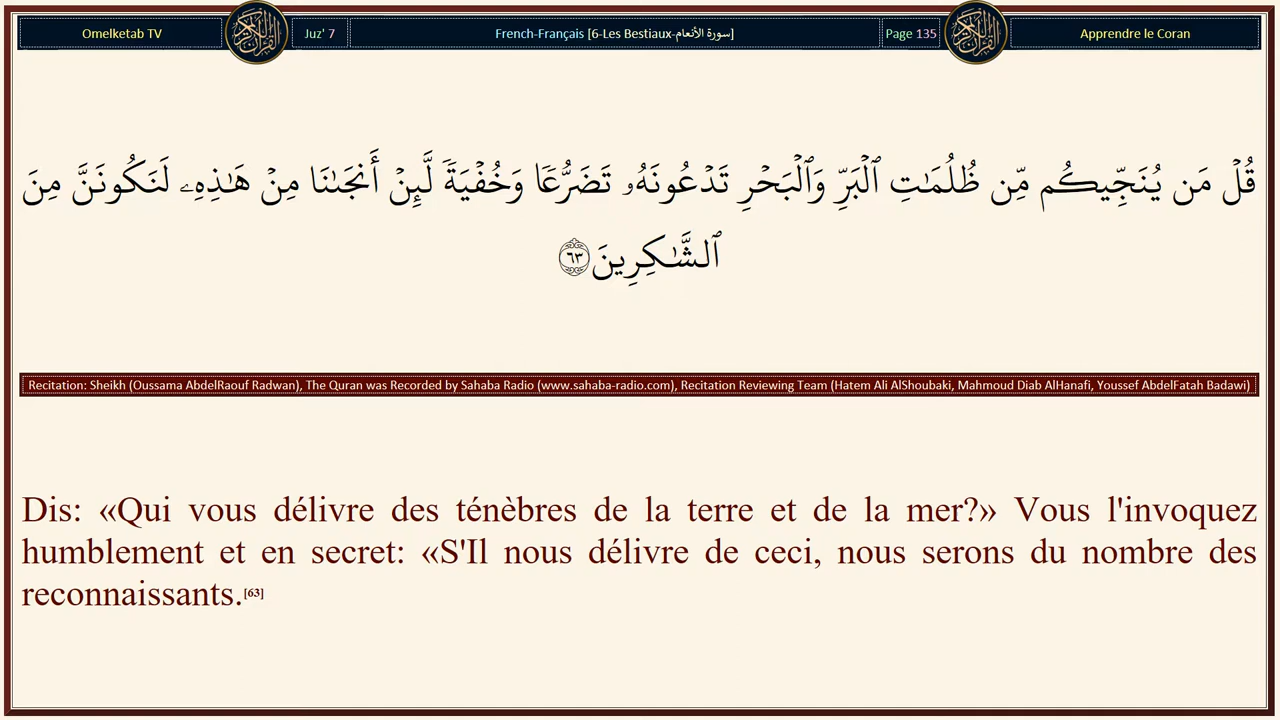 Omelketab TV
Juz' 7
French-Français [6-Les Bestiaux-سورة الأنعام]
Page 135
Apprendre le Coran
قُلۡ مَن يُنَجِّيكُم مِّن ظُلُمَٰتِ ٱلۡبَرِّ وَٱلۡبَحۡرِ تَدۡعُونَهُۥ تَضَرُّعٗا وَخُفۡيَةٗ لَّئِنۡ أَنجَىٰنَا مِنۡ هَٰذِهِۦ لَنَكُونَنَّ مِنَ
ٱلشَّٰكِرِينَ ٦٣
Recitation: Sheikh (Oussama AbdelRaouf Radwan), The Quran was Recorded by Sahaba Radio (www.sahaba-radio.com), Recitation Reviewing Team (Hatem Ali AlShoubaki, Mahmoud Diab AlHanafi, Youssef AbdelFatah Badawi)
Dis: «Qui vous délivre des ténèbres de la terre et de la mer?» Vous l'invoquez
humblement et en secret: «S'Il nous délivre de ceci, nous serons du nombre des
reconnaissants.[63]